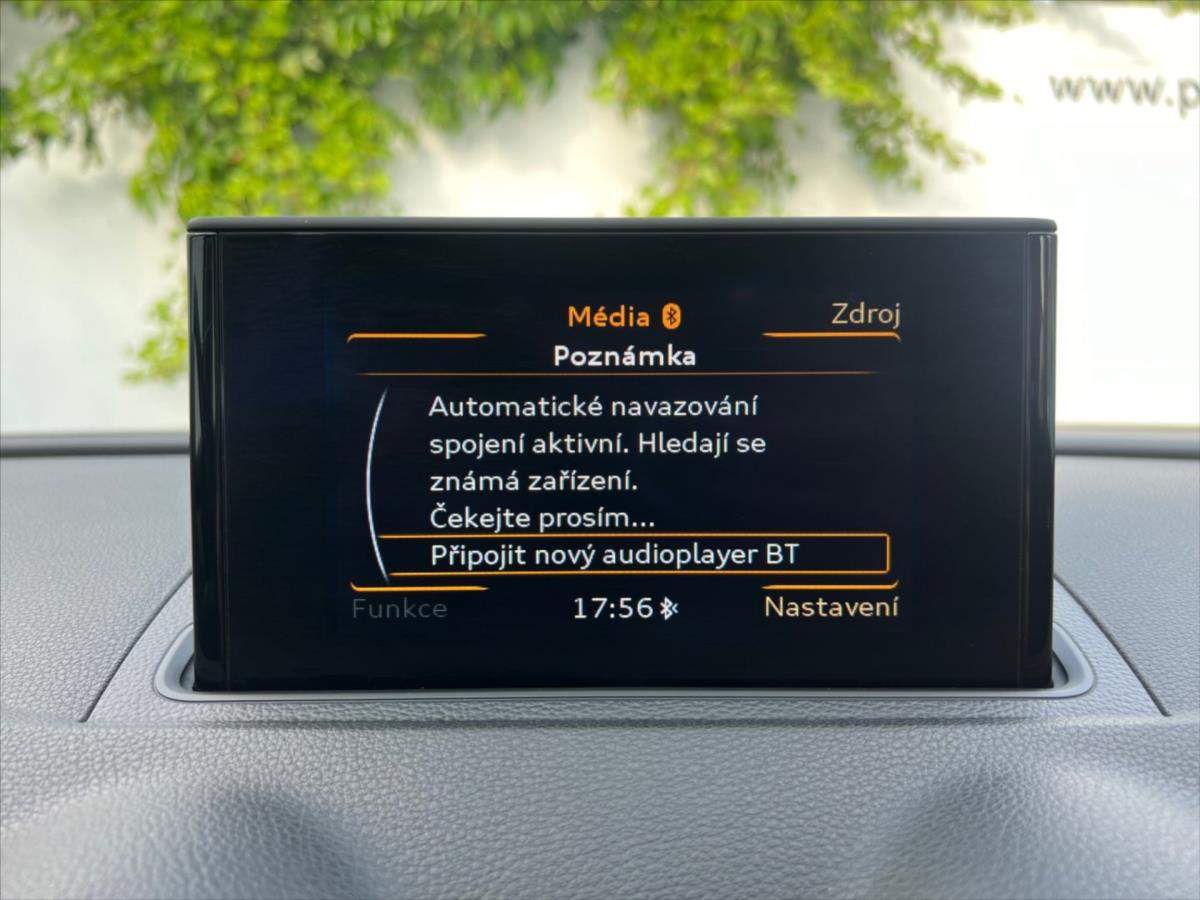 www.p
Média
Zdroj
Poznámka
Automatické navazování
spojení aktivní. Hledají se
známá zařízení.
Čekejte prosím...
Připojit nový audioplayer BT
Funkce
17:56
Nastavení